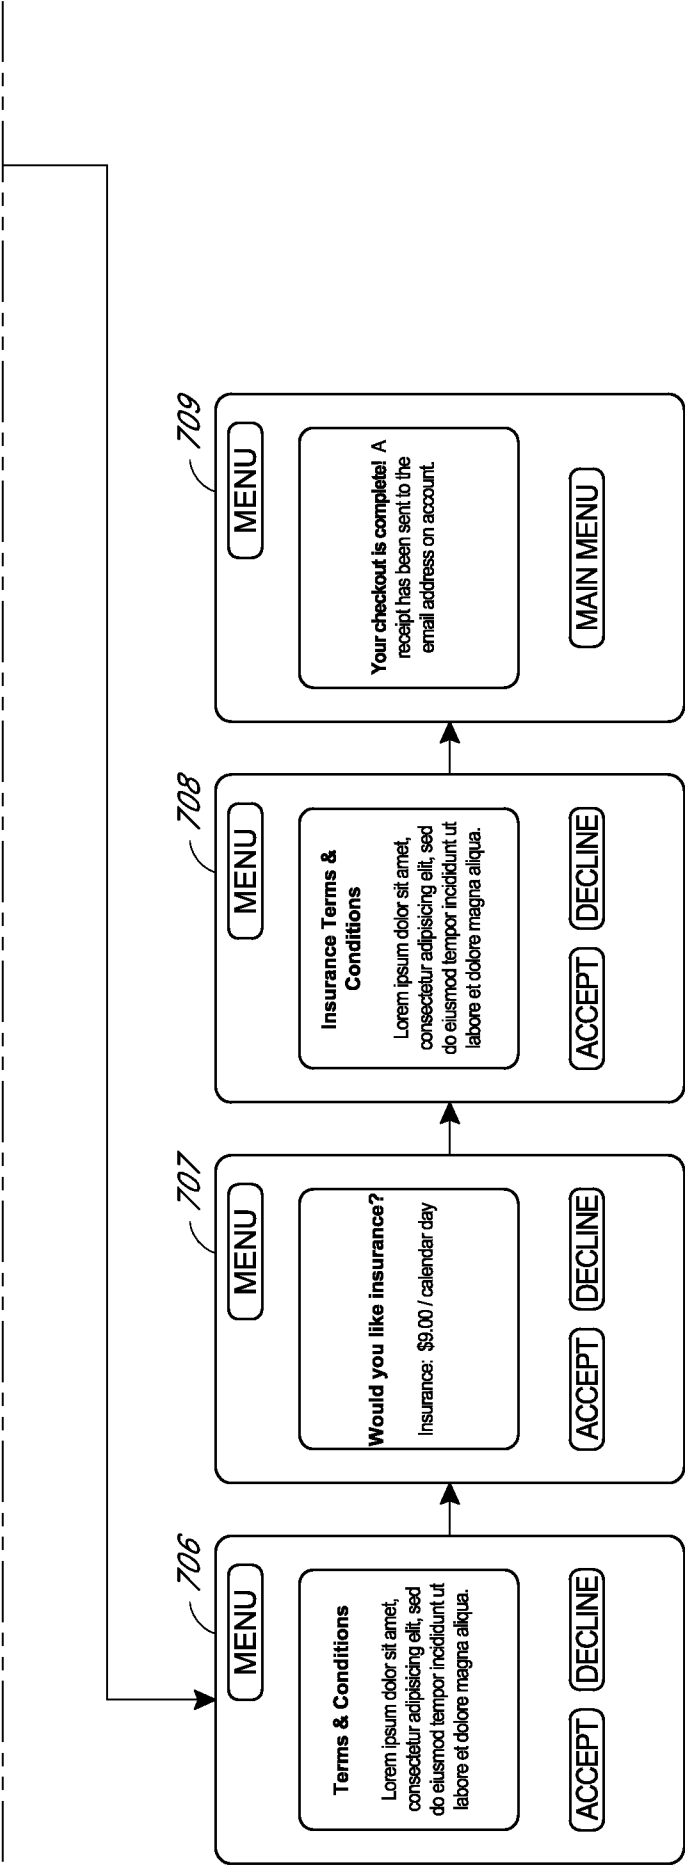 706
MENU
Terms & Conditions
Lorem ipsum dolor sit amet,
consectetur adipisicing elit, sed
do eiusmod tempor incididunt ut
labore et dolore magna aliqua.
ACCEPT
DECLINE
707
MENU
Would you like insurance?
Insurance: $9.00 / calendar day
ACCEPT
DECLINE
708
MENU
Insurance Terms &
Conditions
Lorem ipsum dolor sit amet,
consectetur adipisicing elit, sed
do eiusmod tempor incididunt ut
labore et dolore magna aliqua.
ACCEPT
DECLINE
709
MENU
Your checkout is complete! A
receipt has been sent to the
email address on account.
MAIN MENU